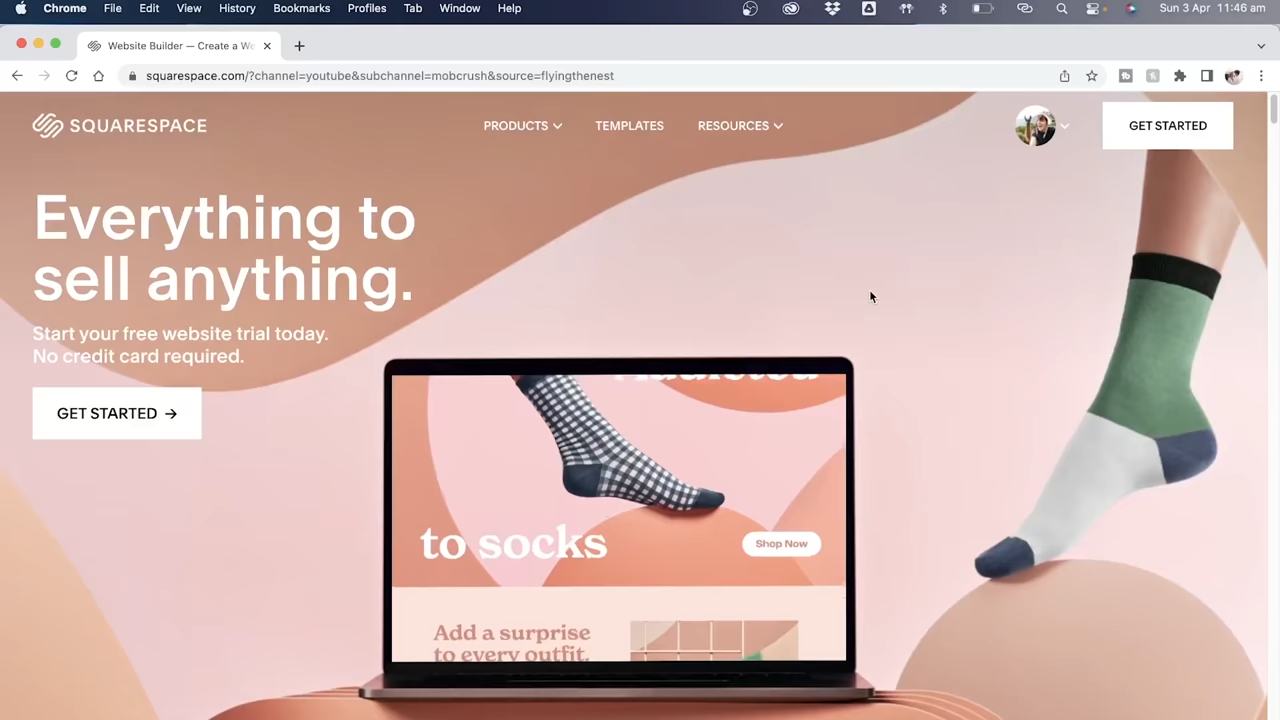 Chrome File Edit View History Bookmarks Profiles Tab Window Help Sun 3 Apr 11:46 am
Website Builder — Create a We
squarespace.com/?channel=youtube&subchannel=mobcrush&source=flyingthenest
SQUARESPACE PRODUCTS TEMPLATES RESOURCES GET STARTED
Everything to
sell anything.
Start your free website trial today.
No credit card required.
GET STARTED →
Addicted
to socks
Shop Now
Add a surprise
to every outfit.